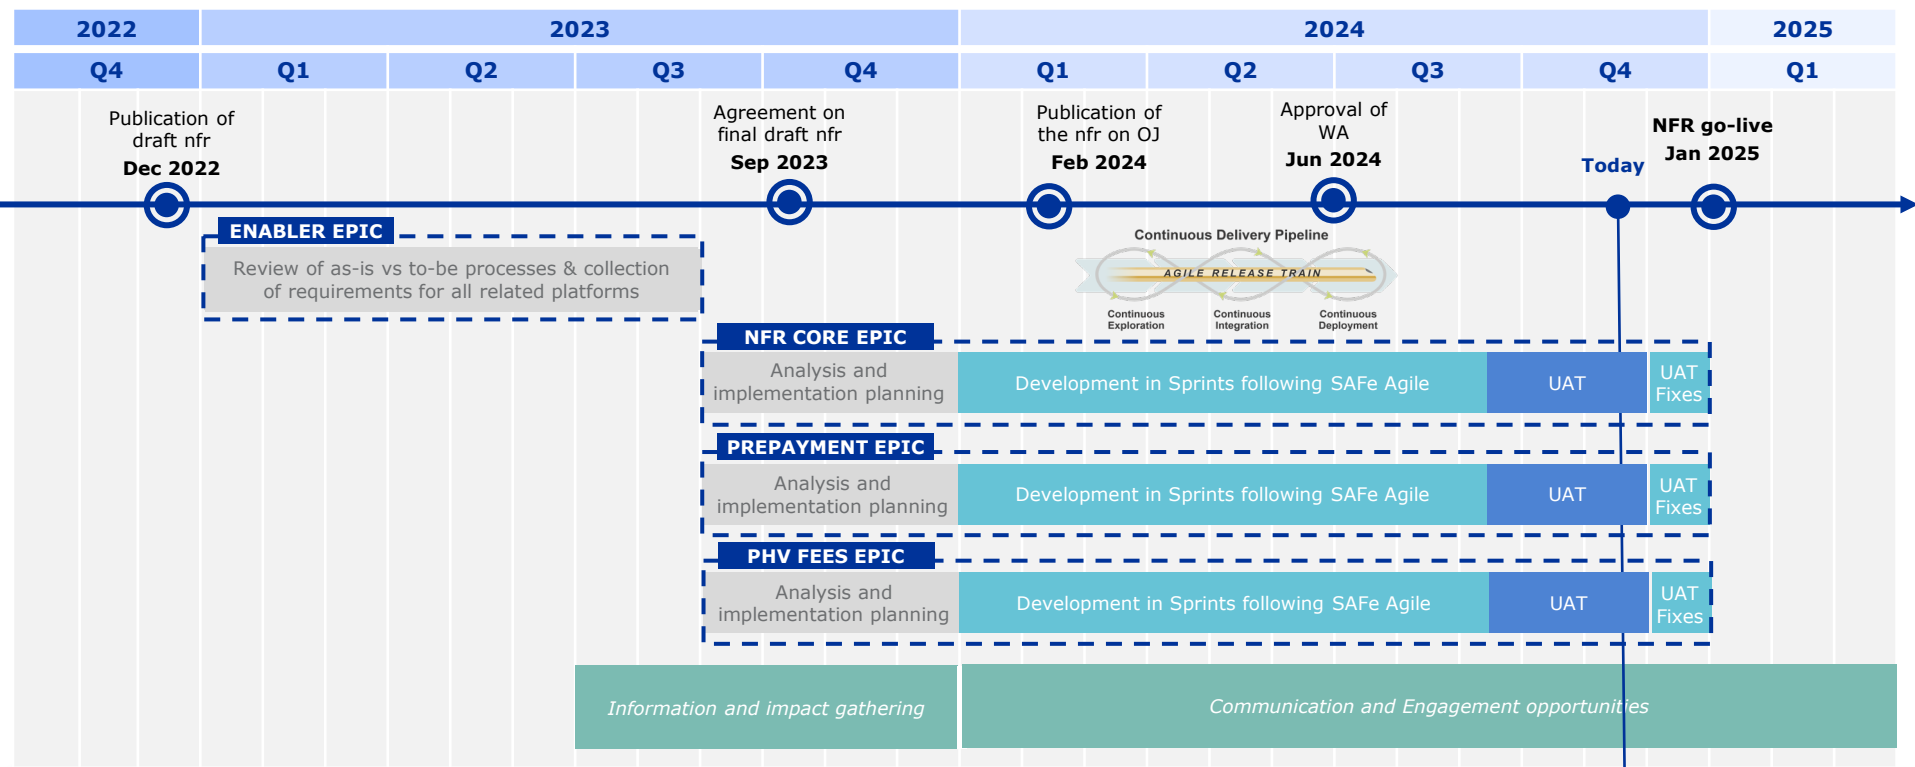 2022
2023
2024
2025
Q4
Q1
Q2
Q3
Q4
Q1
Q2
Q3
Q4
Q1
Publication of
draft nfr
Dec 2022
Agreement on
final draft nfr
Sep 2023
Publication of
the nfr on OJ
Feb 2024
Approval of
WA
Jun 2024
Today
NFR go-live
Jan 2025
ENABLER EPIC
Review of as-is vs to-be processes & collection
of requirements for all related platforms
Continuous Delivery Pipeline
AGILE RELEASE TRAIN
Continuous
Exploration
Continuous
Integration
Continuous
Deployment
NFR CORE EPIC
Analysis and
implementation planning
Development in Sprints following SAFe Agile
UAT
UAT
Fixes
PREPAYMENT EPIC
Analysis and
implementation planning
Development in Sprints following SAFe Agile
UAT
UAT
Fixes
PHV FEES EPIC
Analysis and
implementation planning
Development in Sprints following SAFe Agile
UAT
UAT
Fixes
Information and impact gathering
Communication and Engagement opportunities